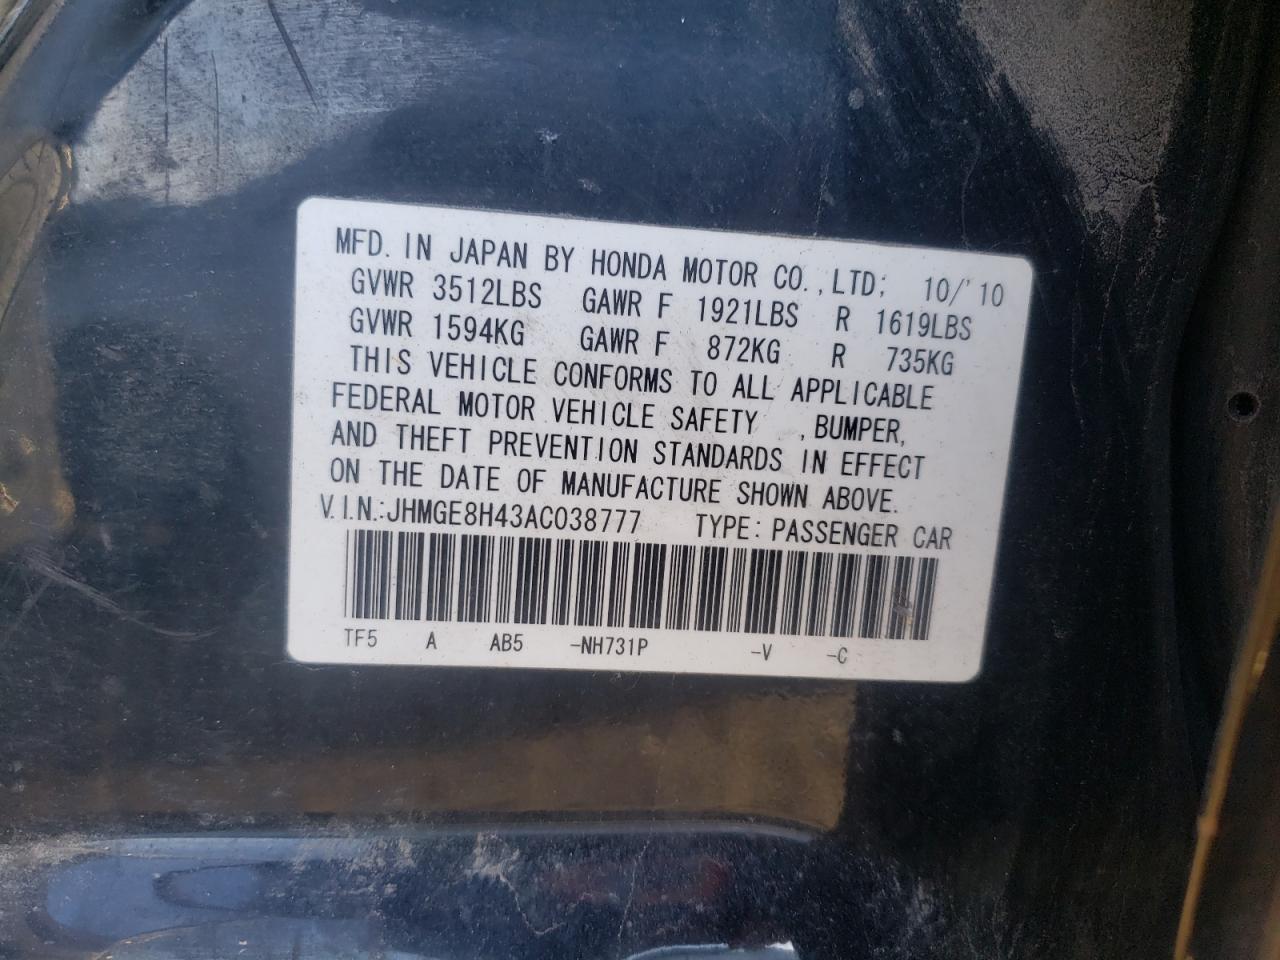 MFD. IN JAPAN BY HONDA MOTOR CO.,LTD; 10/'10
GVWR 3512LBS GAWR F 1921LBS R 1619LBS
GVWR 1594KG GAWR F 872KG R 735KG
THIS VEHICLE CONFORMS TO ALL APPLICABLE
FEDERAL MOTOR VEHICLE SAFETY , BUMPER,
AND THEFT PREVENTION STANDARDS IN EFFECT
ON THE DATE OF MANUFACTURE SHOWN ABOVE.
V.I.N.:JHMGE8H43AC038777 TYPE: PASSENGER CAR
TF5 A AB5 -NH731P -V -C